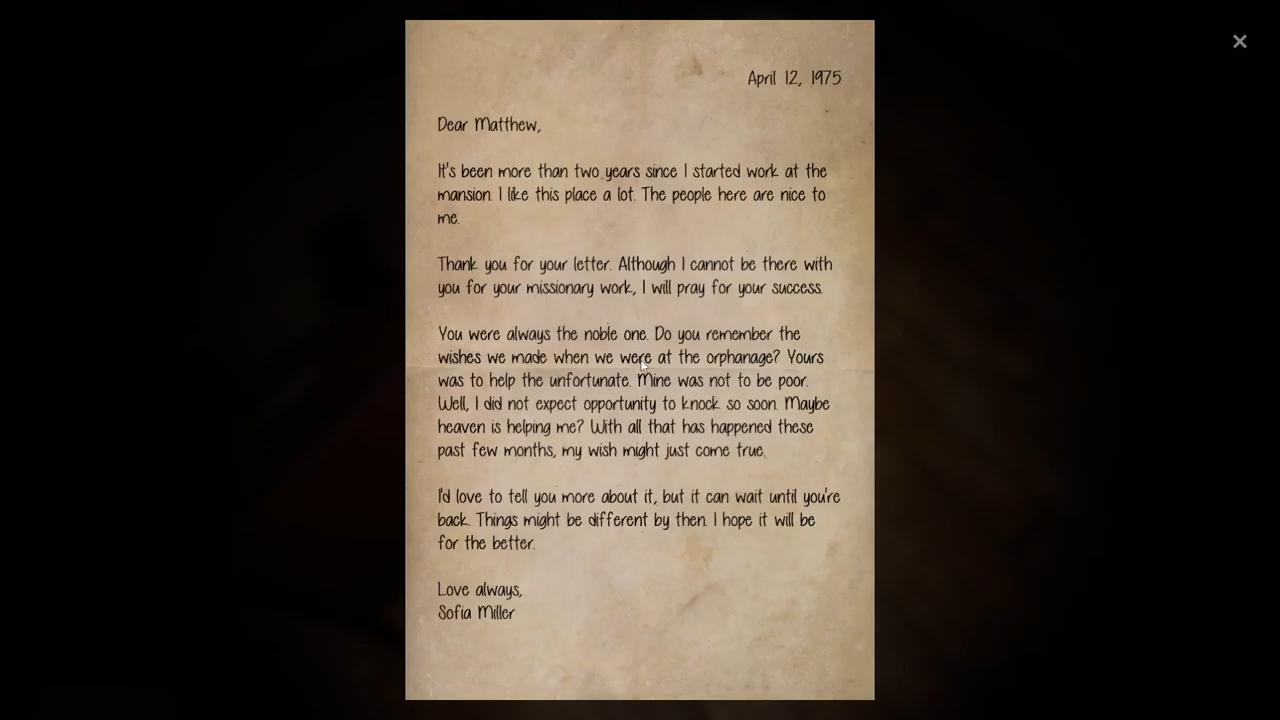 April 12, 1975
Dear Matthew,
It's been more than two years since I started work at the
mansion. I like this place a lot. The people here are nice to
me.
Thank you for your letter. Although I cannot be there with
you for your missionary work, I will pray for your success.
You were always the noble one. Do you remember the
wishes we made when we were at the orphanage? Yours
was to help the unfortunate. Mine was not to be poor.
Well, I did not expect opportunity to knock so soon. Maybe
heaven is helping me? With all that has happened these
past few months, my wish might just come true.
I'd love to tell you more about it, but it can wait until you're
back. Things might be different by then. I hope it will be
for the better.
Love always,
Sofia Miller